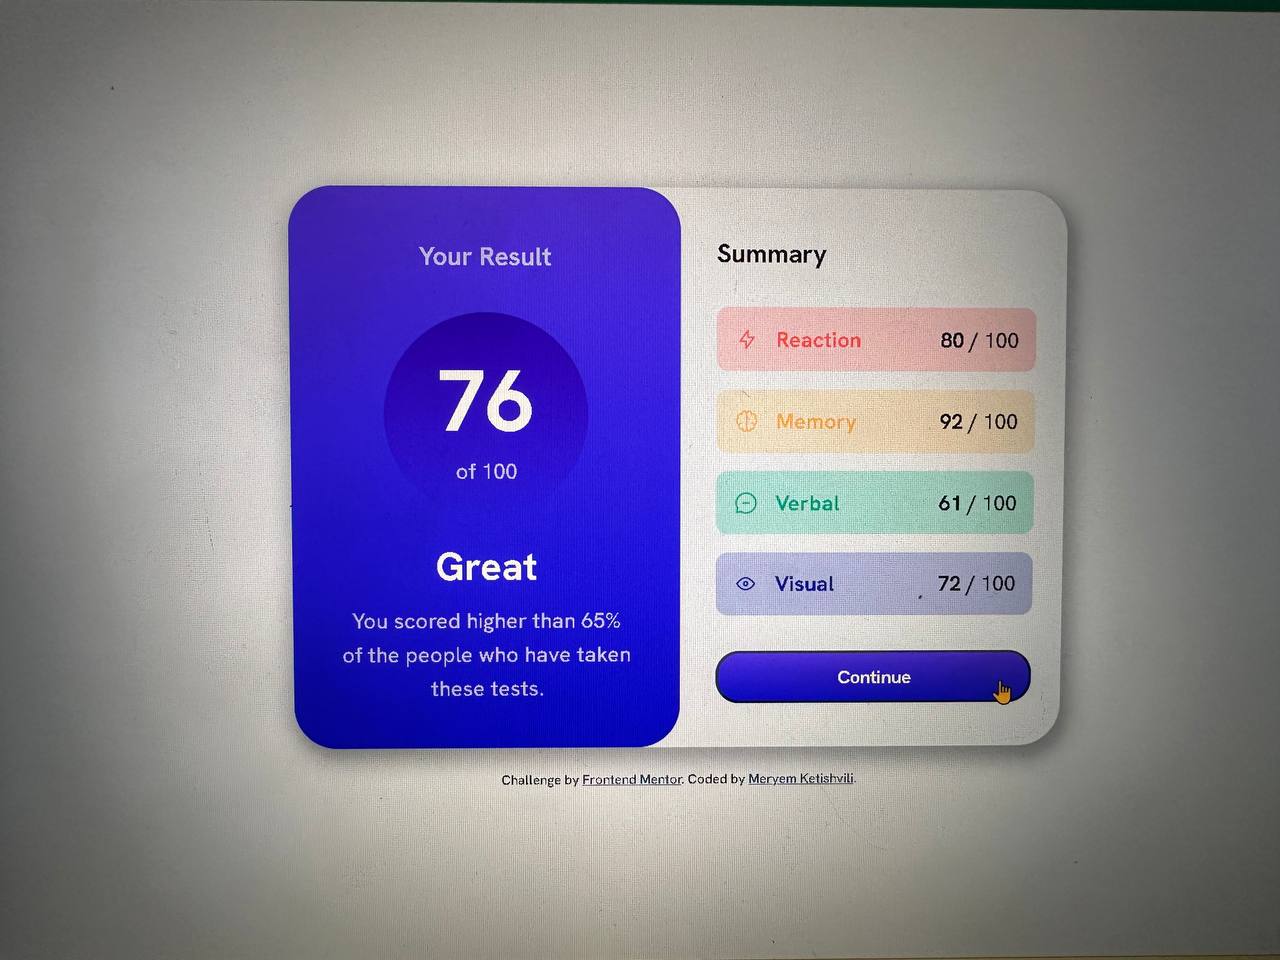 Your Result
76
of 100
Great
You scored higher than 65%
of the people who have taken
these tests.
Summary
Reaction 80 / 100
Memory 92 / 100
Verbal 61 / 100
Visual 72 / 100
Continue
Challenge by Frontend Mentor. Coded by Meryem Ketishvili.